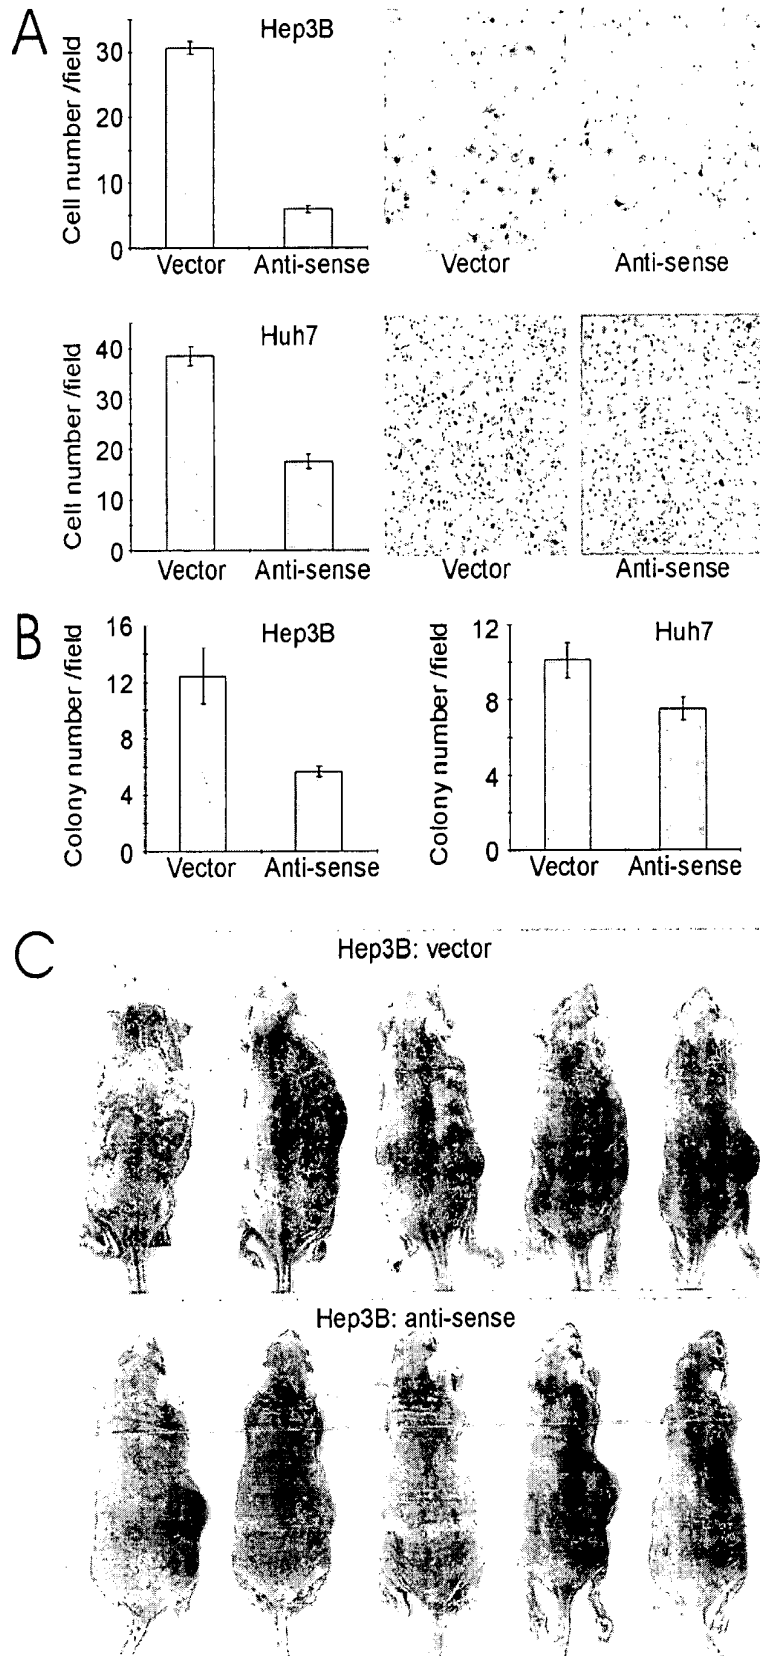 A
Hep3B
Cell number /field
30
20
10
0
Vector
Anti-sense
Vector
Anti-sense
Huh7
Cell number /field
40
30
20
10
0
Vector
Anti-sense
Vector
Anti-sense
B
Hep3B
Colony number /field
16
12
8
4
0
Vector
Anti-sense
Huh7
Colony number /field
12
8
4
0
Vector
Anti-sense
C
Hep3B: vector
Hep3B: anti-sense